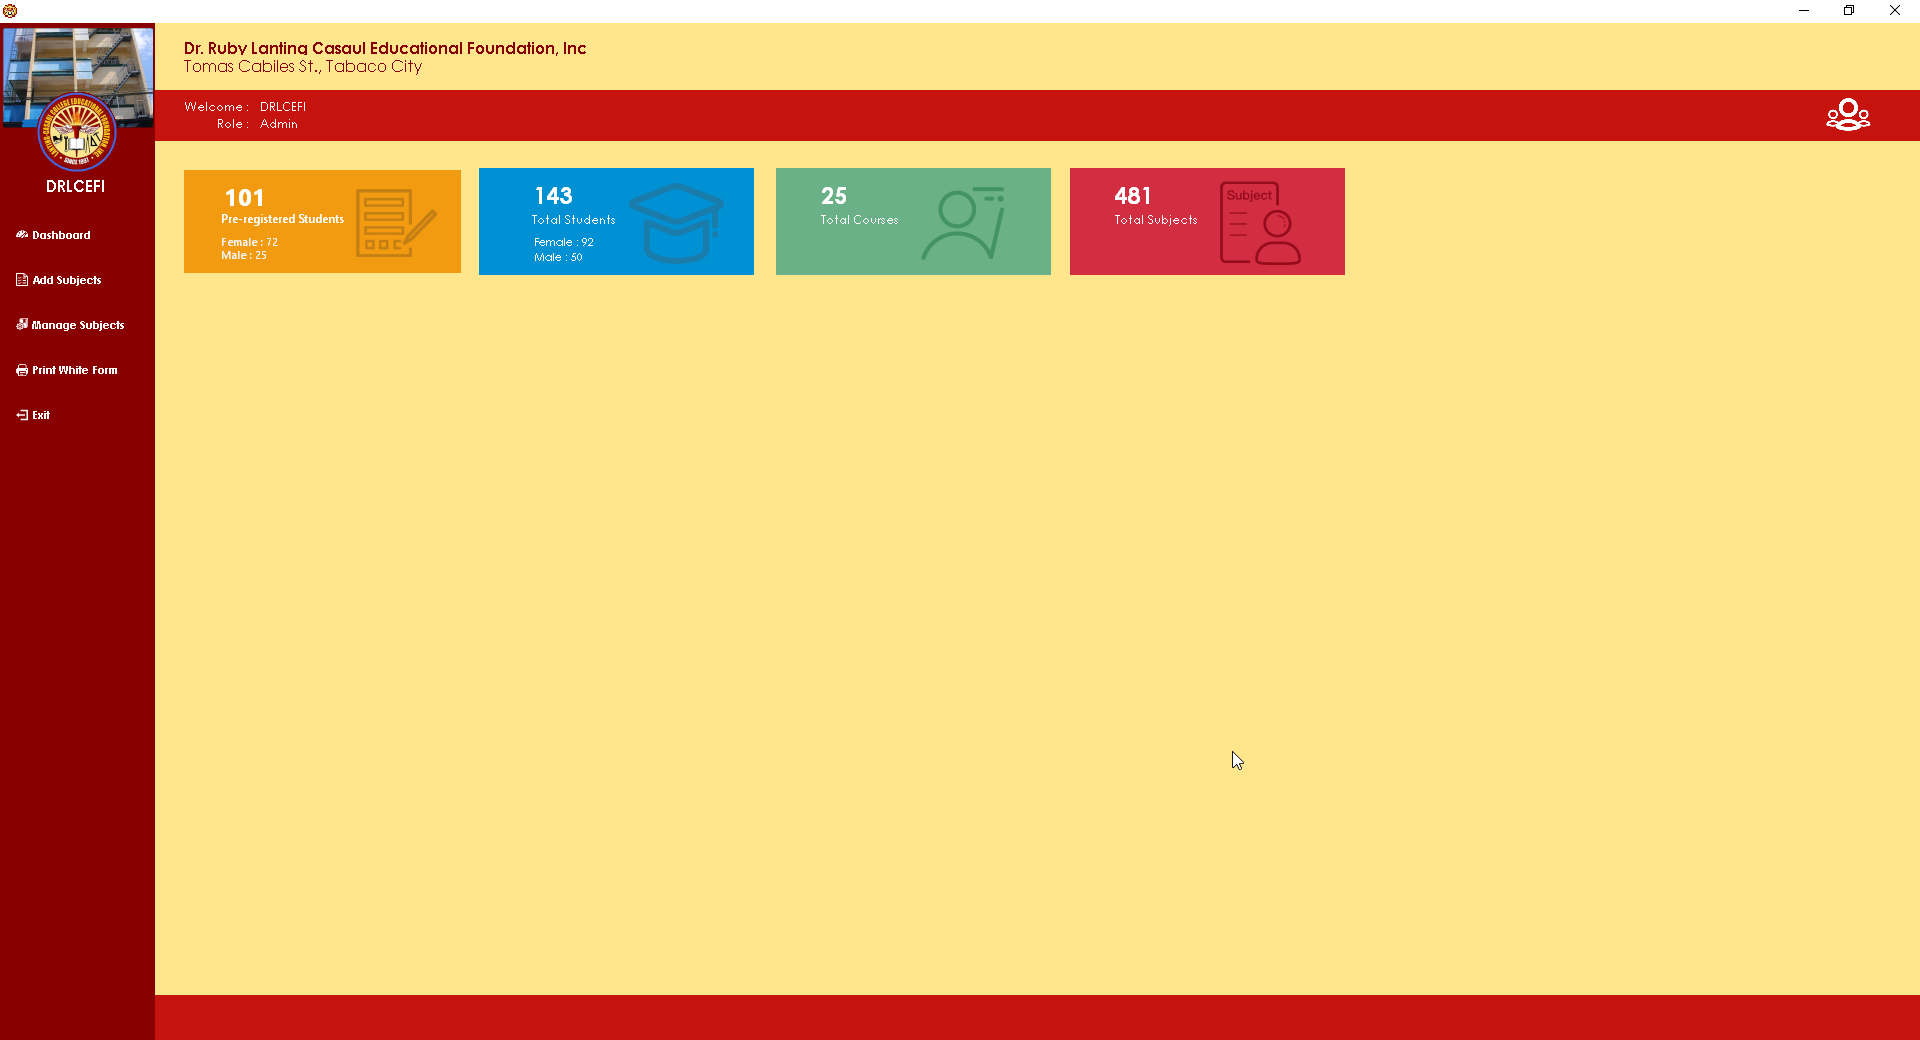 Dr. Ruby Lanting Casaul Educational Foundation, Inc
Tomas Cabiles St., Tabaco City
Welcome : DRLCEFI
Role : Admin
DRLCEFI
Dashboard
Add Subjects
Manage Subjects
Print White Form
Exit
101
Pre-registered Students
Female : 72
Male : 25
143
Total Students
Female : 92
Male : 50
25
Total Courses
481
Total Subjects
Subject